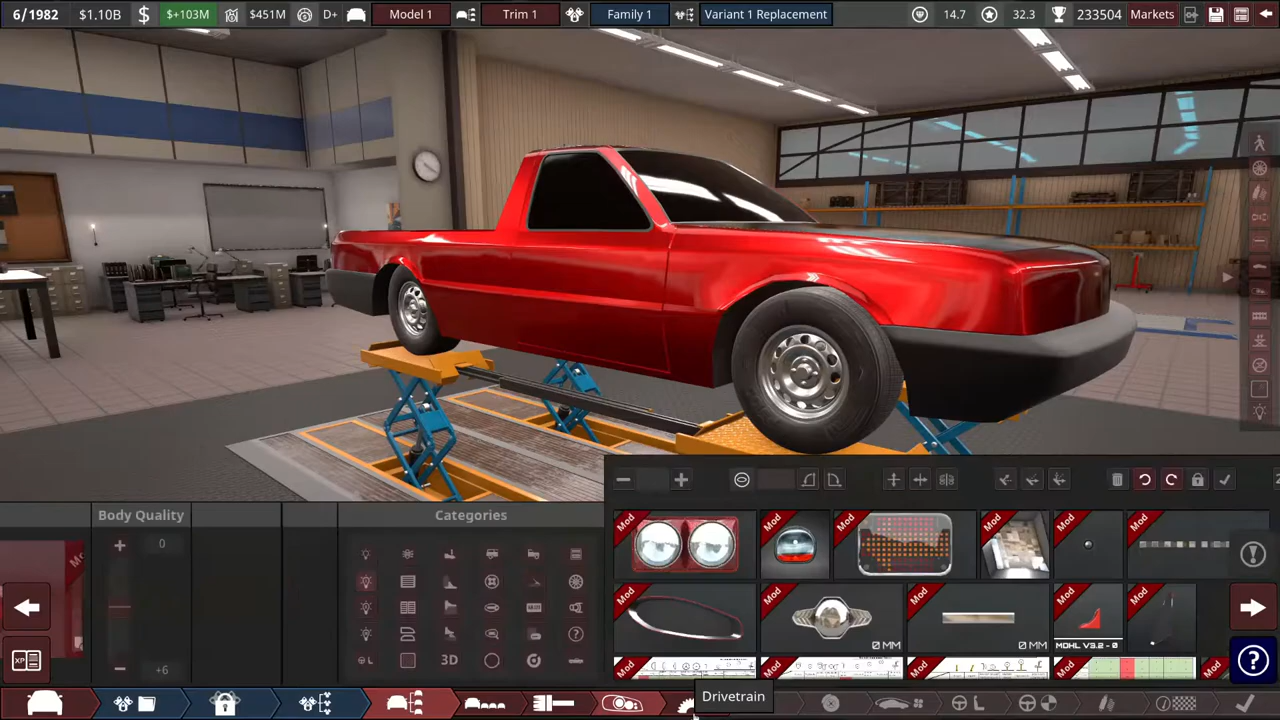 6/1982 $1.10B $ $+103M $451M D+ Model 1 Trim 1 Family 1 Variant 1 Replacement 14.7 32.3 233504 Markets
Body Quality
0
+6
Categories
3D
L
XP
Mod Mod Mod Mod Mod Mod
Mod Mod Mod Mod Mod
0 MM 0 MM MDHL V3.2 - 0
Mod Mod Mod Mod Mod
Drivetrain
?